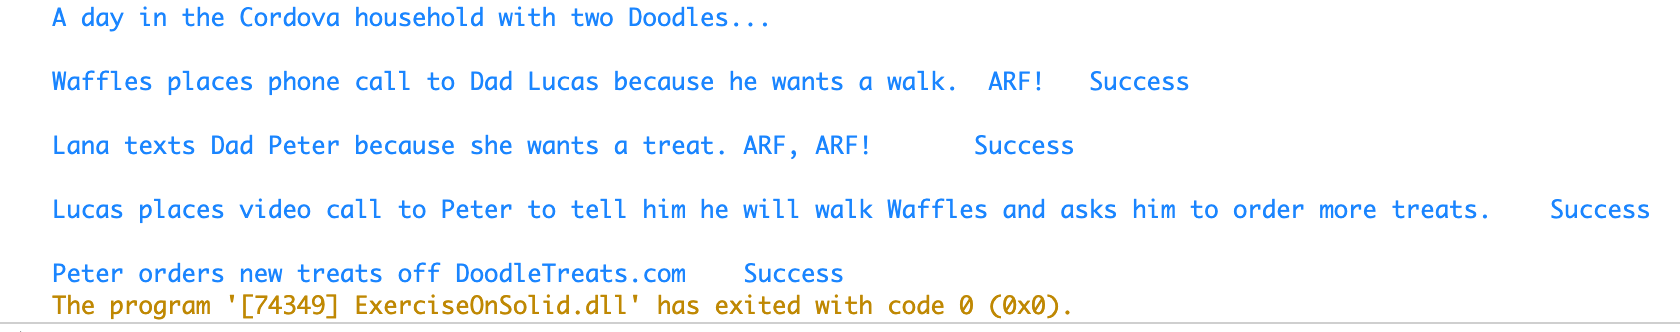 A day in the Cordova household with two Doodles...
Waffles places phone call to Dad Lucas because he wants a walk.  ARF!   Success
Lana texts Dad Peter because she wants a treat. ARF, ARF!       Success
Lucas places video call to Peter to tell him he will walk Waffles and asks him to order more treats.    Success
Peter orders new treats off DoodleTreats.com    Success
The program '[74349] ExerciseOnSolid.dll' has exited with code 0 (0x0).